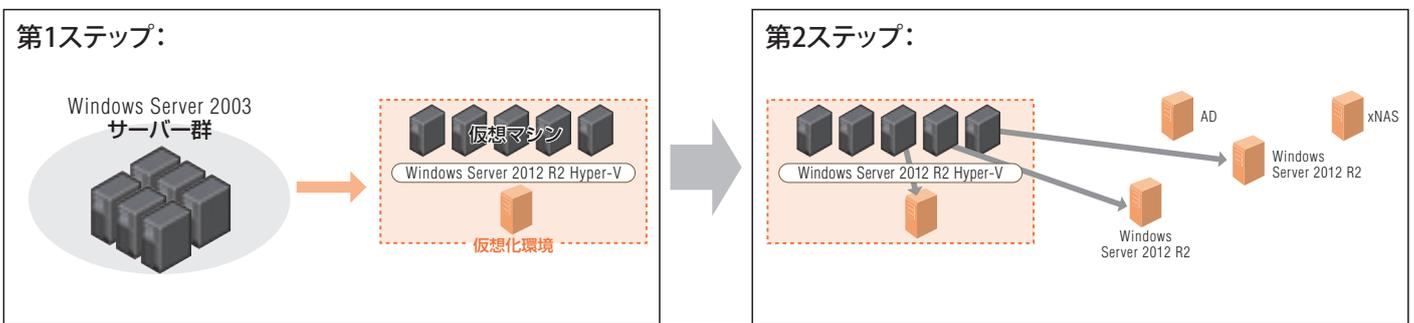 第1ステップ：
Windows Server 2003
サーバー群
仮想マシン
Windows Server 2012 R2 Hyper-V
仮想化環境
第2ステップ：
Windows Server 2012 R2 Hyper-V
AD
xNAS
Windows
Server 2012 R2
Windows
Server 2012 R2